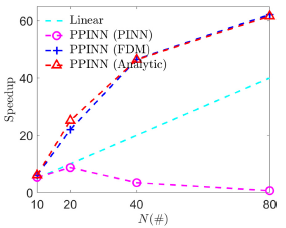 60
Linear
PPINN (PINN)
PPINN (FDM)
PPINN (Analytic)
40
Speedup
20
0
10 20 40 80
N(#)